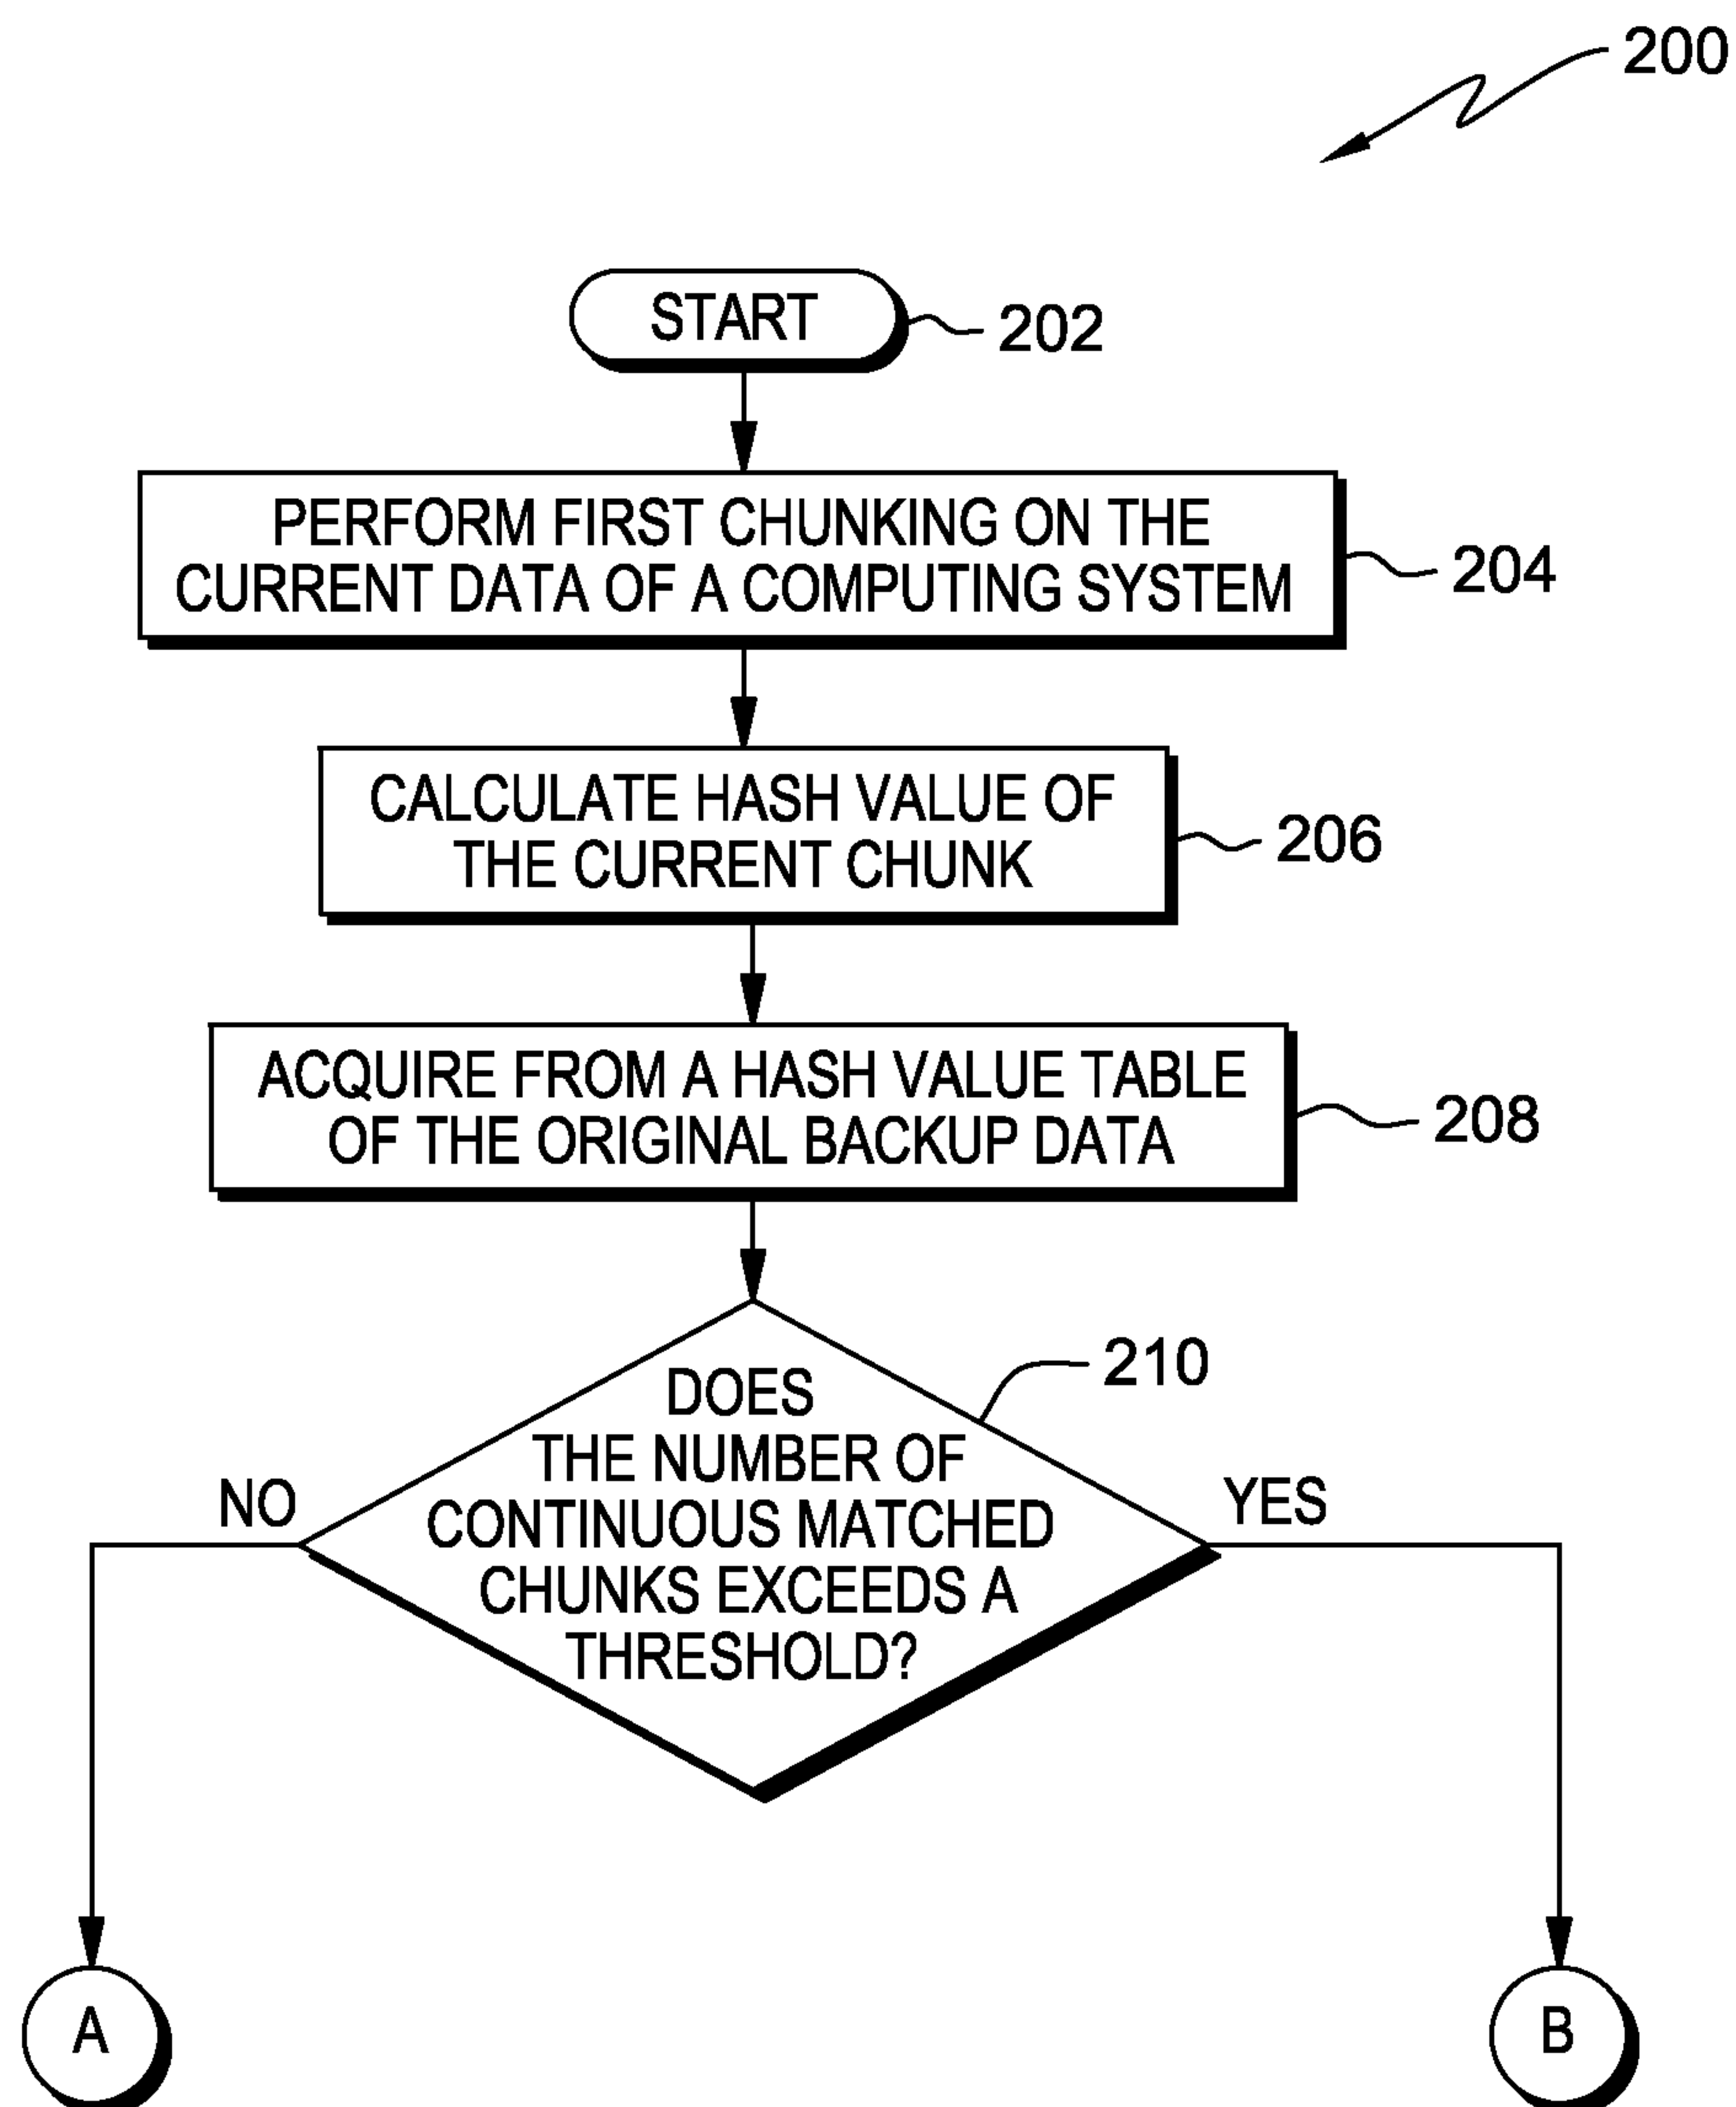 200
START
202
PERFORM FIRST CHUNKING ON THE
CURRENT DATA OF A COMPUTING SYSTEM
204
CALCULATE HASH VALUE OF
THE CURRENT CHUNK
206
ACQUIRE FROM A HASH VALUE TABLE
OF THE ORIGINAL BACKUP DATA
208
210
DOES
THE NUMBER OF
CONTINUOUS MATCHED
CHUNKS EXCEEDS A
THRESHOLD?
NO
YES
A
B